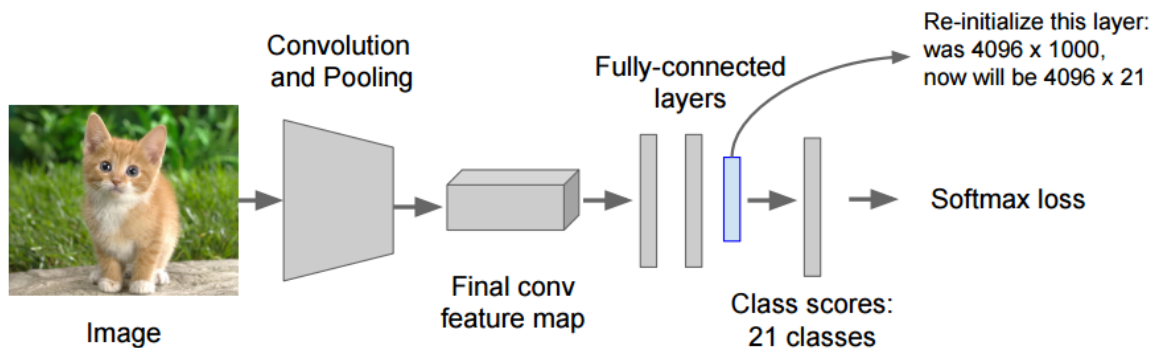 Convolution
and Pooling
Fully-connected
layers
Re-initialize this layer:
was 4096 x 1000,
now will be 4096 x 21
Image
Final conv
feature map
Class scores:
21 classes
Softmax loss